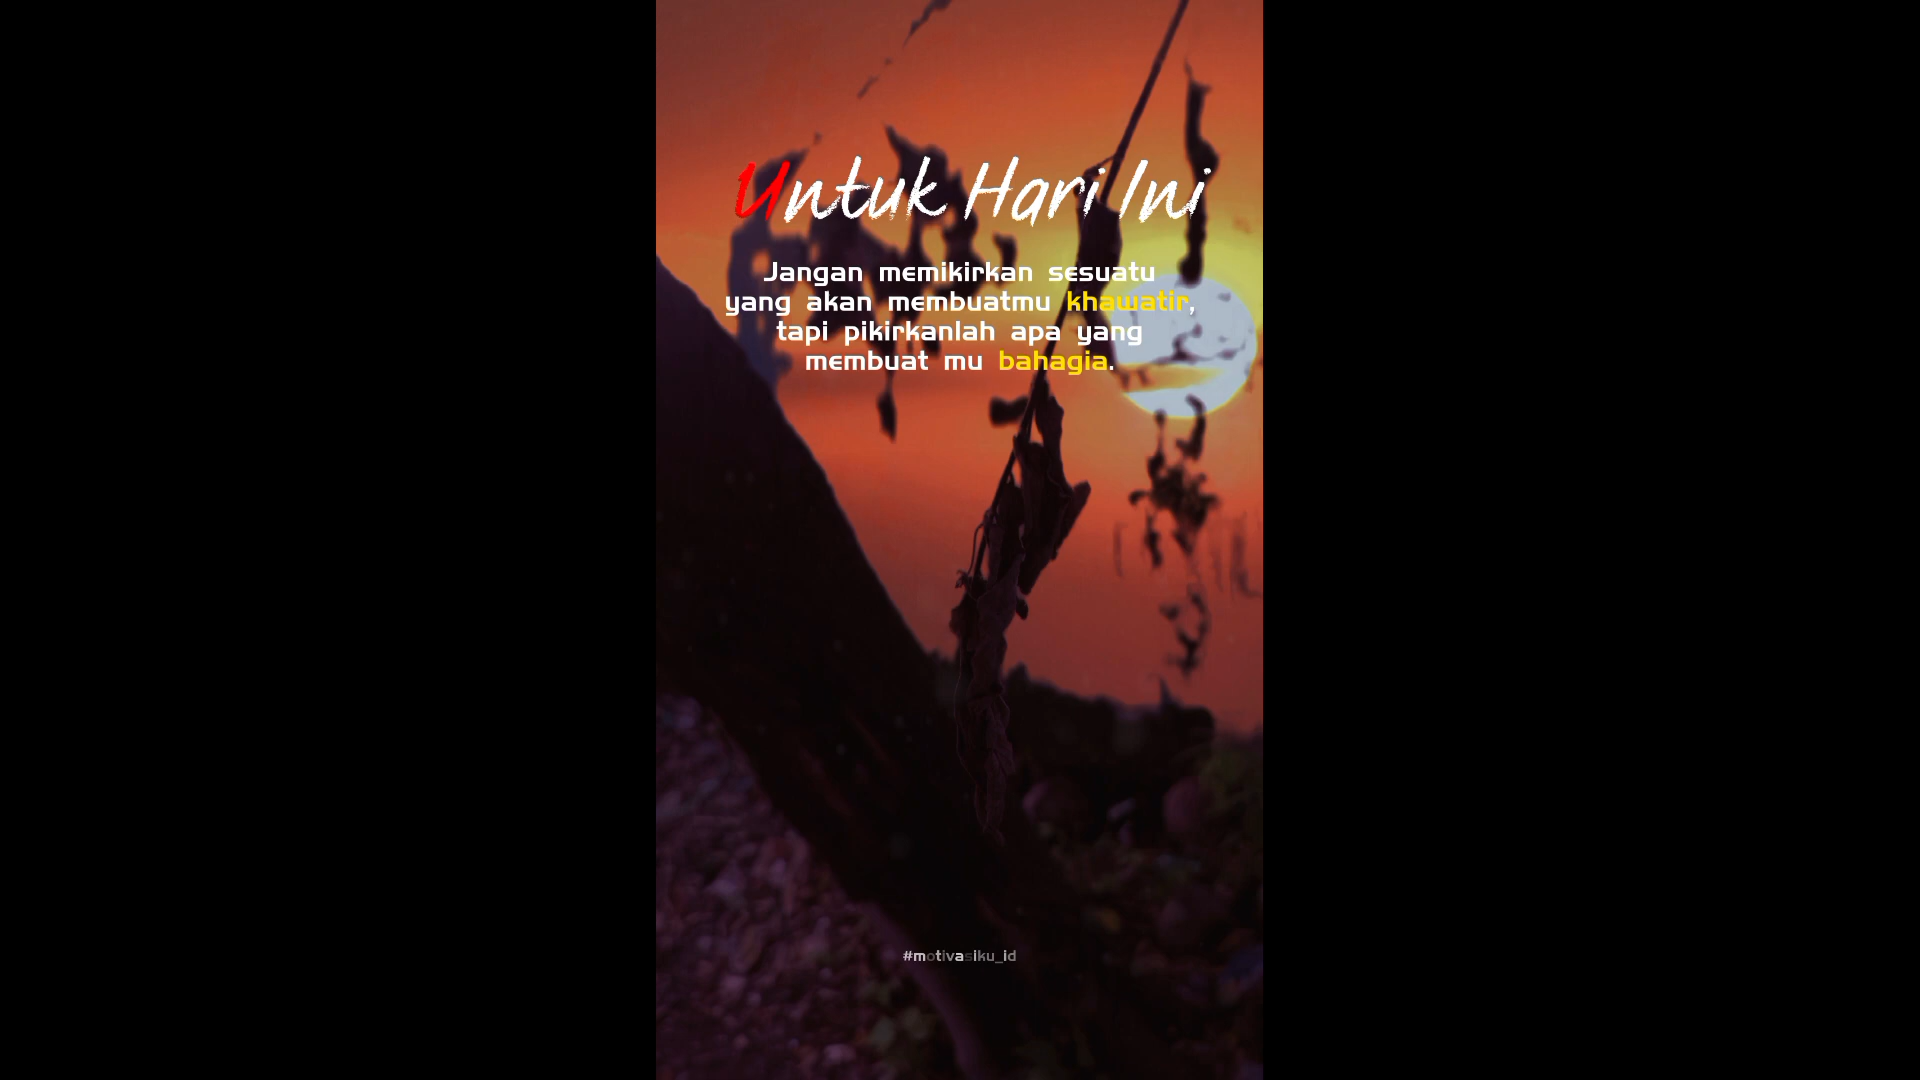 Untuk Hari Ini
Jangan memikirkan sesuatu
yang akan membuatmu khawatir,
tapi pikirkanlah apa yang
membuat mu bahagia.
#motivasiku_id